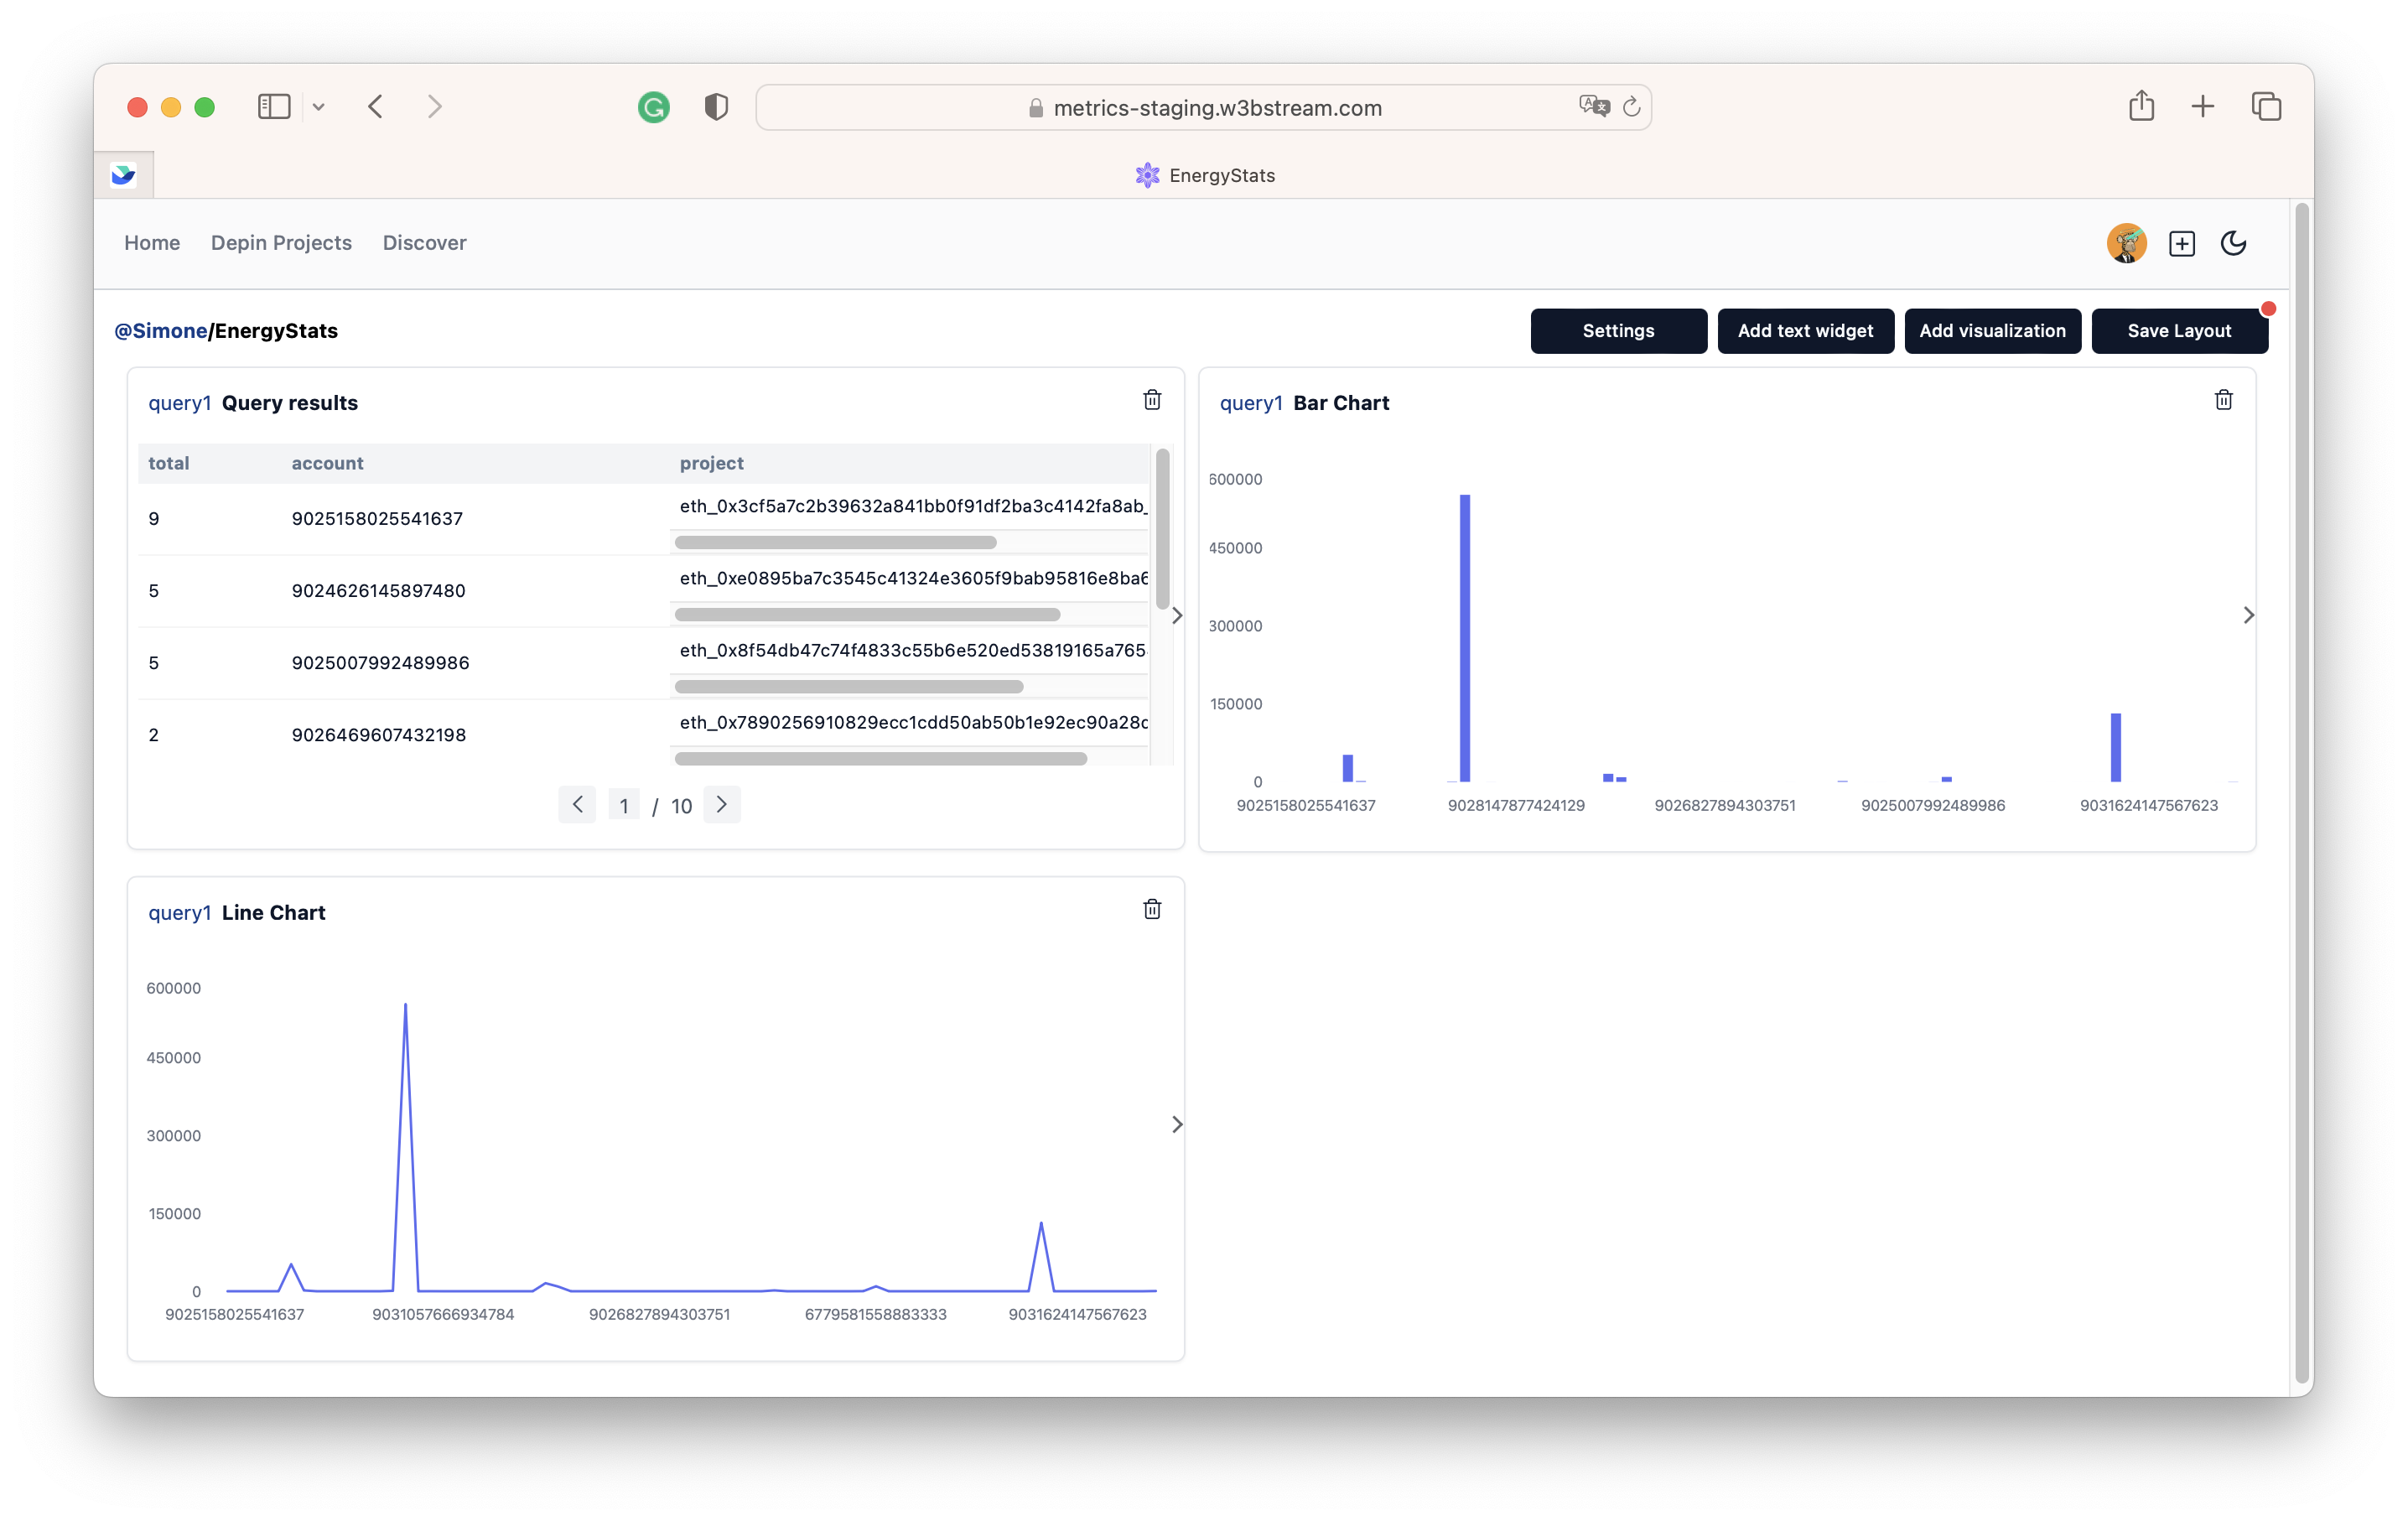 metrics-staging.w3bstream.com
EnergyStats
Home Depin Projects Discover
@Simone/EnergyStats
Settings Add text widget Add visualization Save Layout
query1 Query results
total account project
9 9025158025541637 eth_0x3cf5a7c2b39632a841bb0f91df2ba3c4142fa8ab_
5 9024626145897480 eth_0xe0895ba7c3545c41324e3605f9bab95816e8ba6
5 9025007992489986 eth_0x8f54db47c74f4833c55b6e520ed53819165a765
2 9026469607432198 eth_0x7890256910829ecc1cdd50ab50b1e92ec90a28c
1 / 10
query1 Bar Chart
600000
450000
300000
150000
0
9025158025541637 9028147877424129 9026827894303751 9025007992489986 9031624147567623
query1 Line Chart
600000
450000
300000
150000
0
9025158025541637 9031057666934784 9026827894303751 6779581558883333 9031624147567623